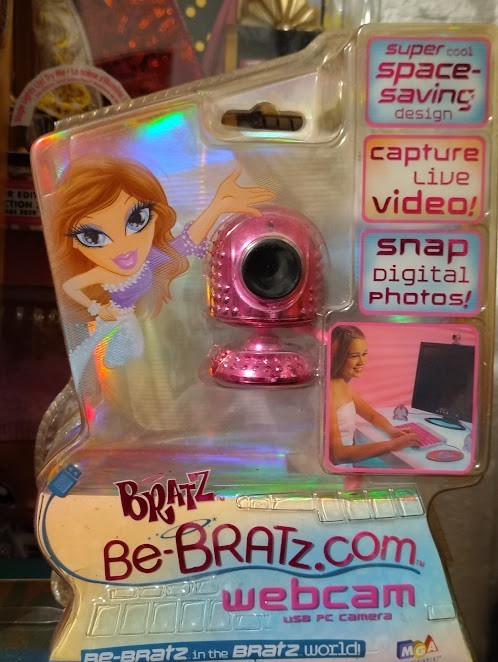 super cool
space-
saving
design
capture
Live
video!
snap
Digital
photos!
BRATZ
Be-BRATZ.com™
webcam
USB PC Camera
Be-BRATZ in the BRATZ world!
MGA